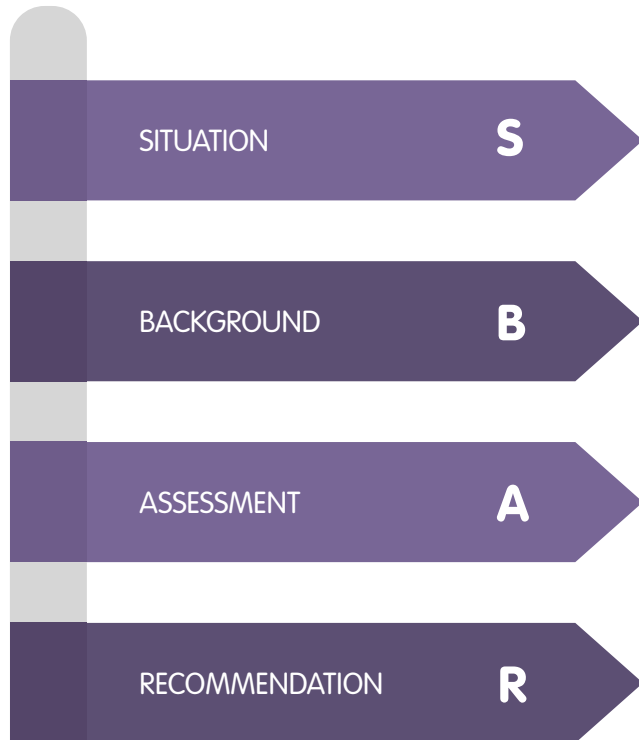 SITUATION S
BACKGROUND B
ASSESSMENT A
RECOMMENDATION R